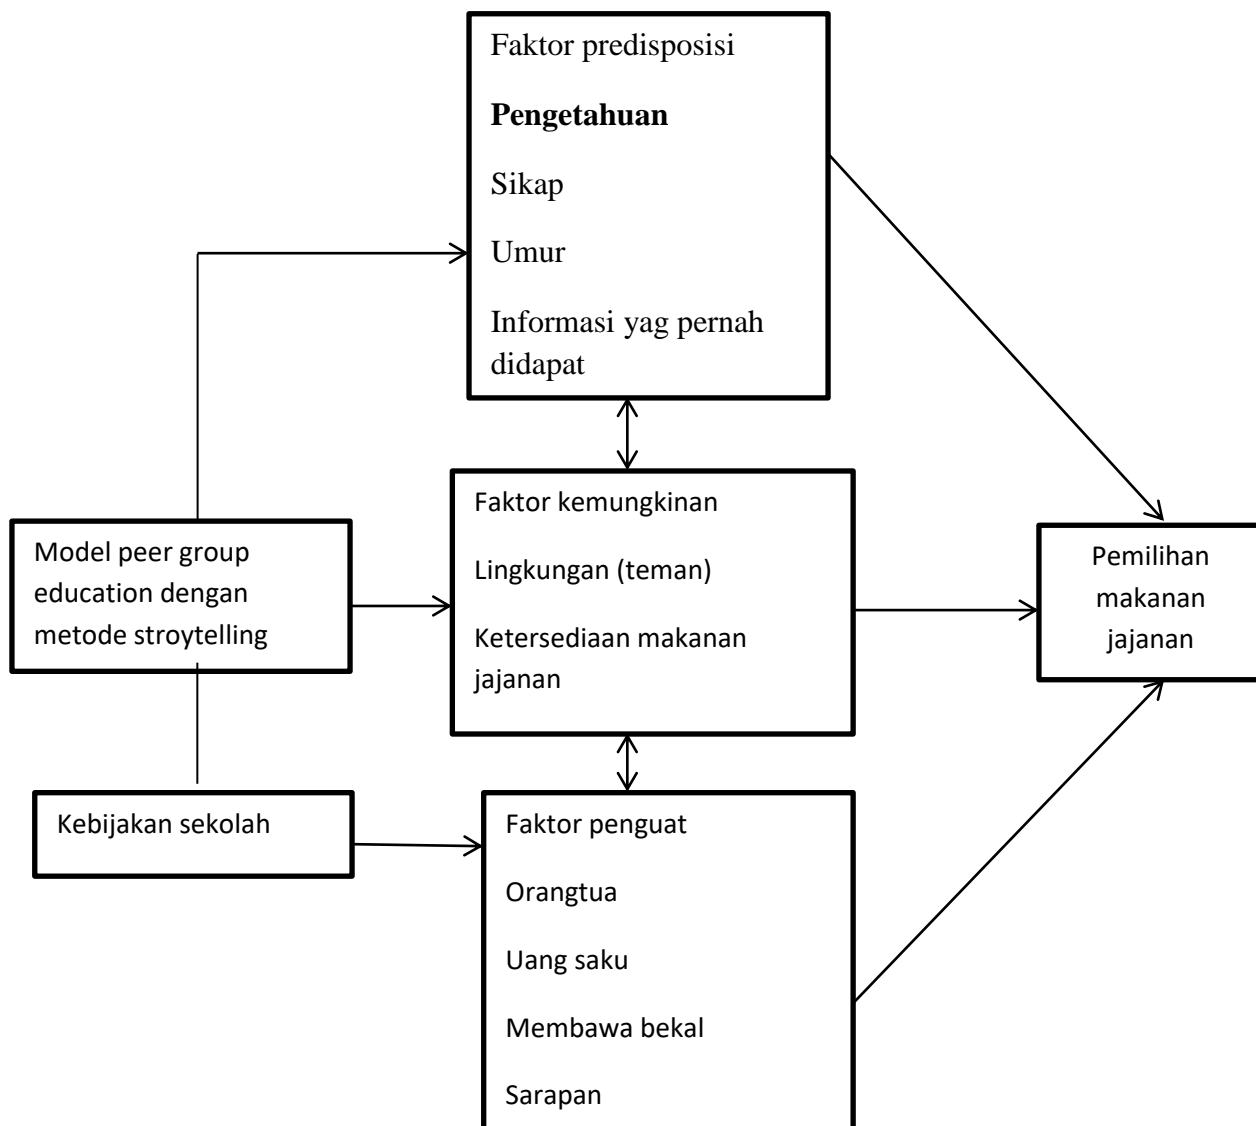 Faktor predisposisi
Pengetahuan
Sikap
Umur
Informasi yag pernah
didapat
Model peer group
education dengan
metode stroytelling
Faktor kemungkinan
Lingkungan (teman)
Ketersediaan makanan
jajanan
Pemilihan
makanan
jajanan
Kebijakan sekolah
Faktor penguat
Orangtua
Uang saku
Membawa bekal
Sarapan